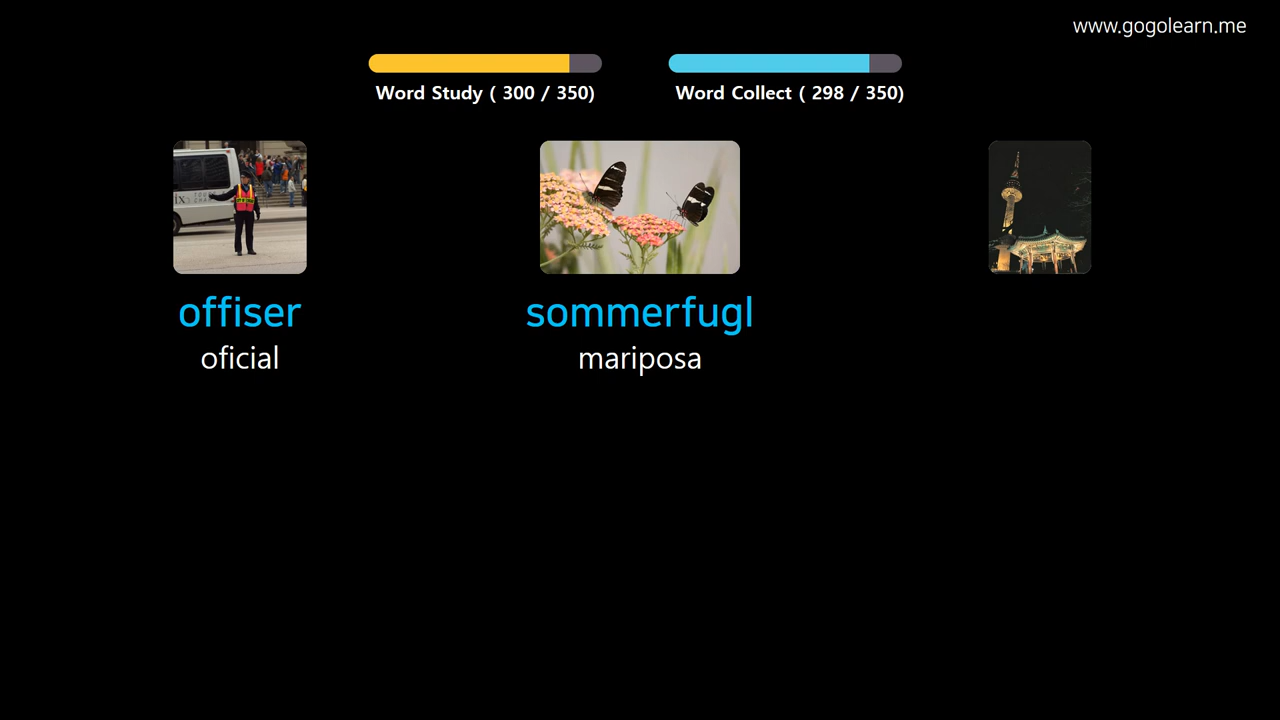 www.gogolearn.me
Word Study ( 300 / 350)
Word Collect ( 298 / 350)
offiser
oficial
sommerfugl
mariposa